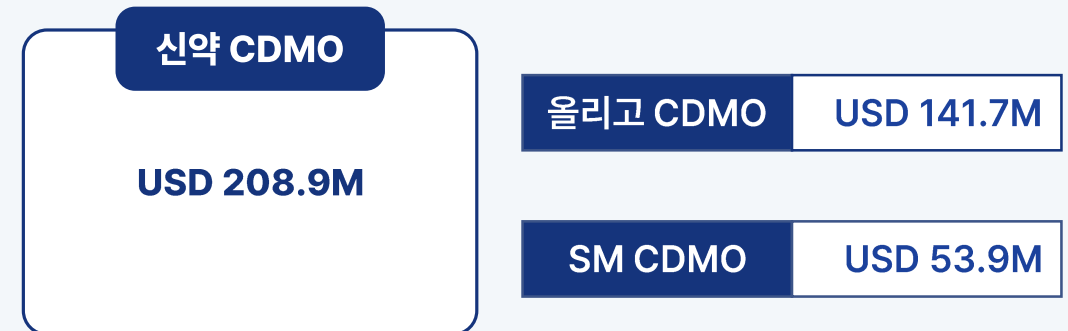 신약 CDMO
USD 208.9M
올리고 CDMO
USD 141.7M
SM CDMO
USD 53.9M